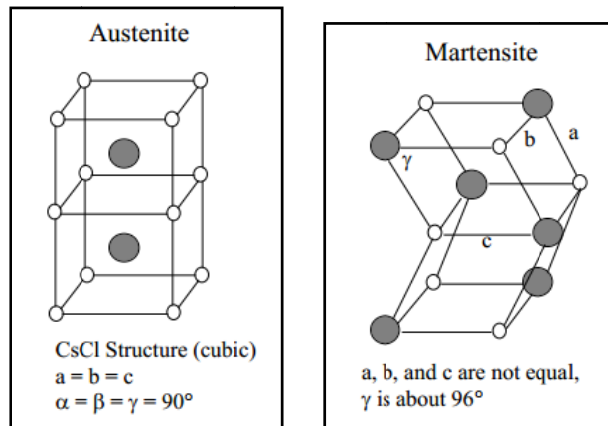 Austenite
CsCl Structure (cubic)
a = b = c
α = β = γ = 90°
Martensite
b
a
γ
c
a, b, and c are not equal,
γ is about 96°